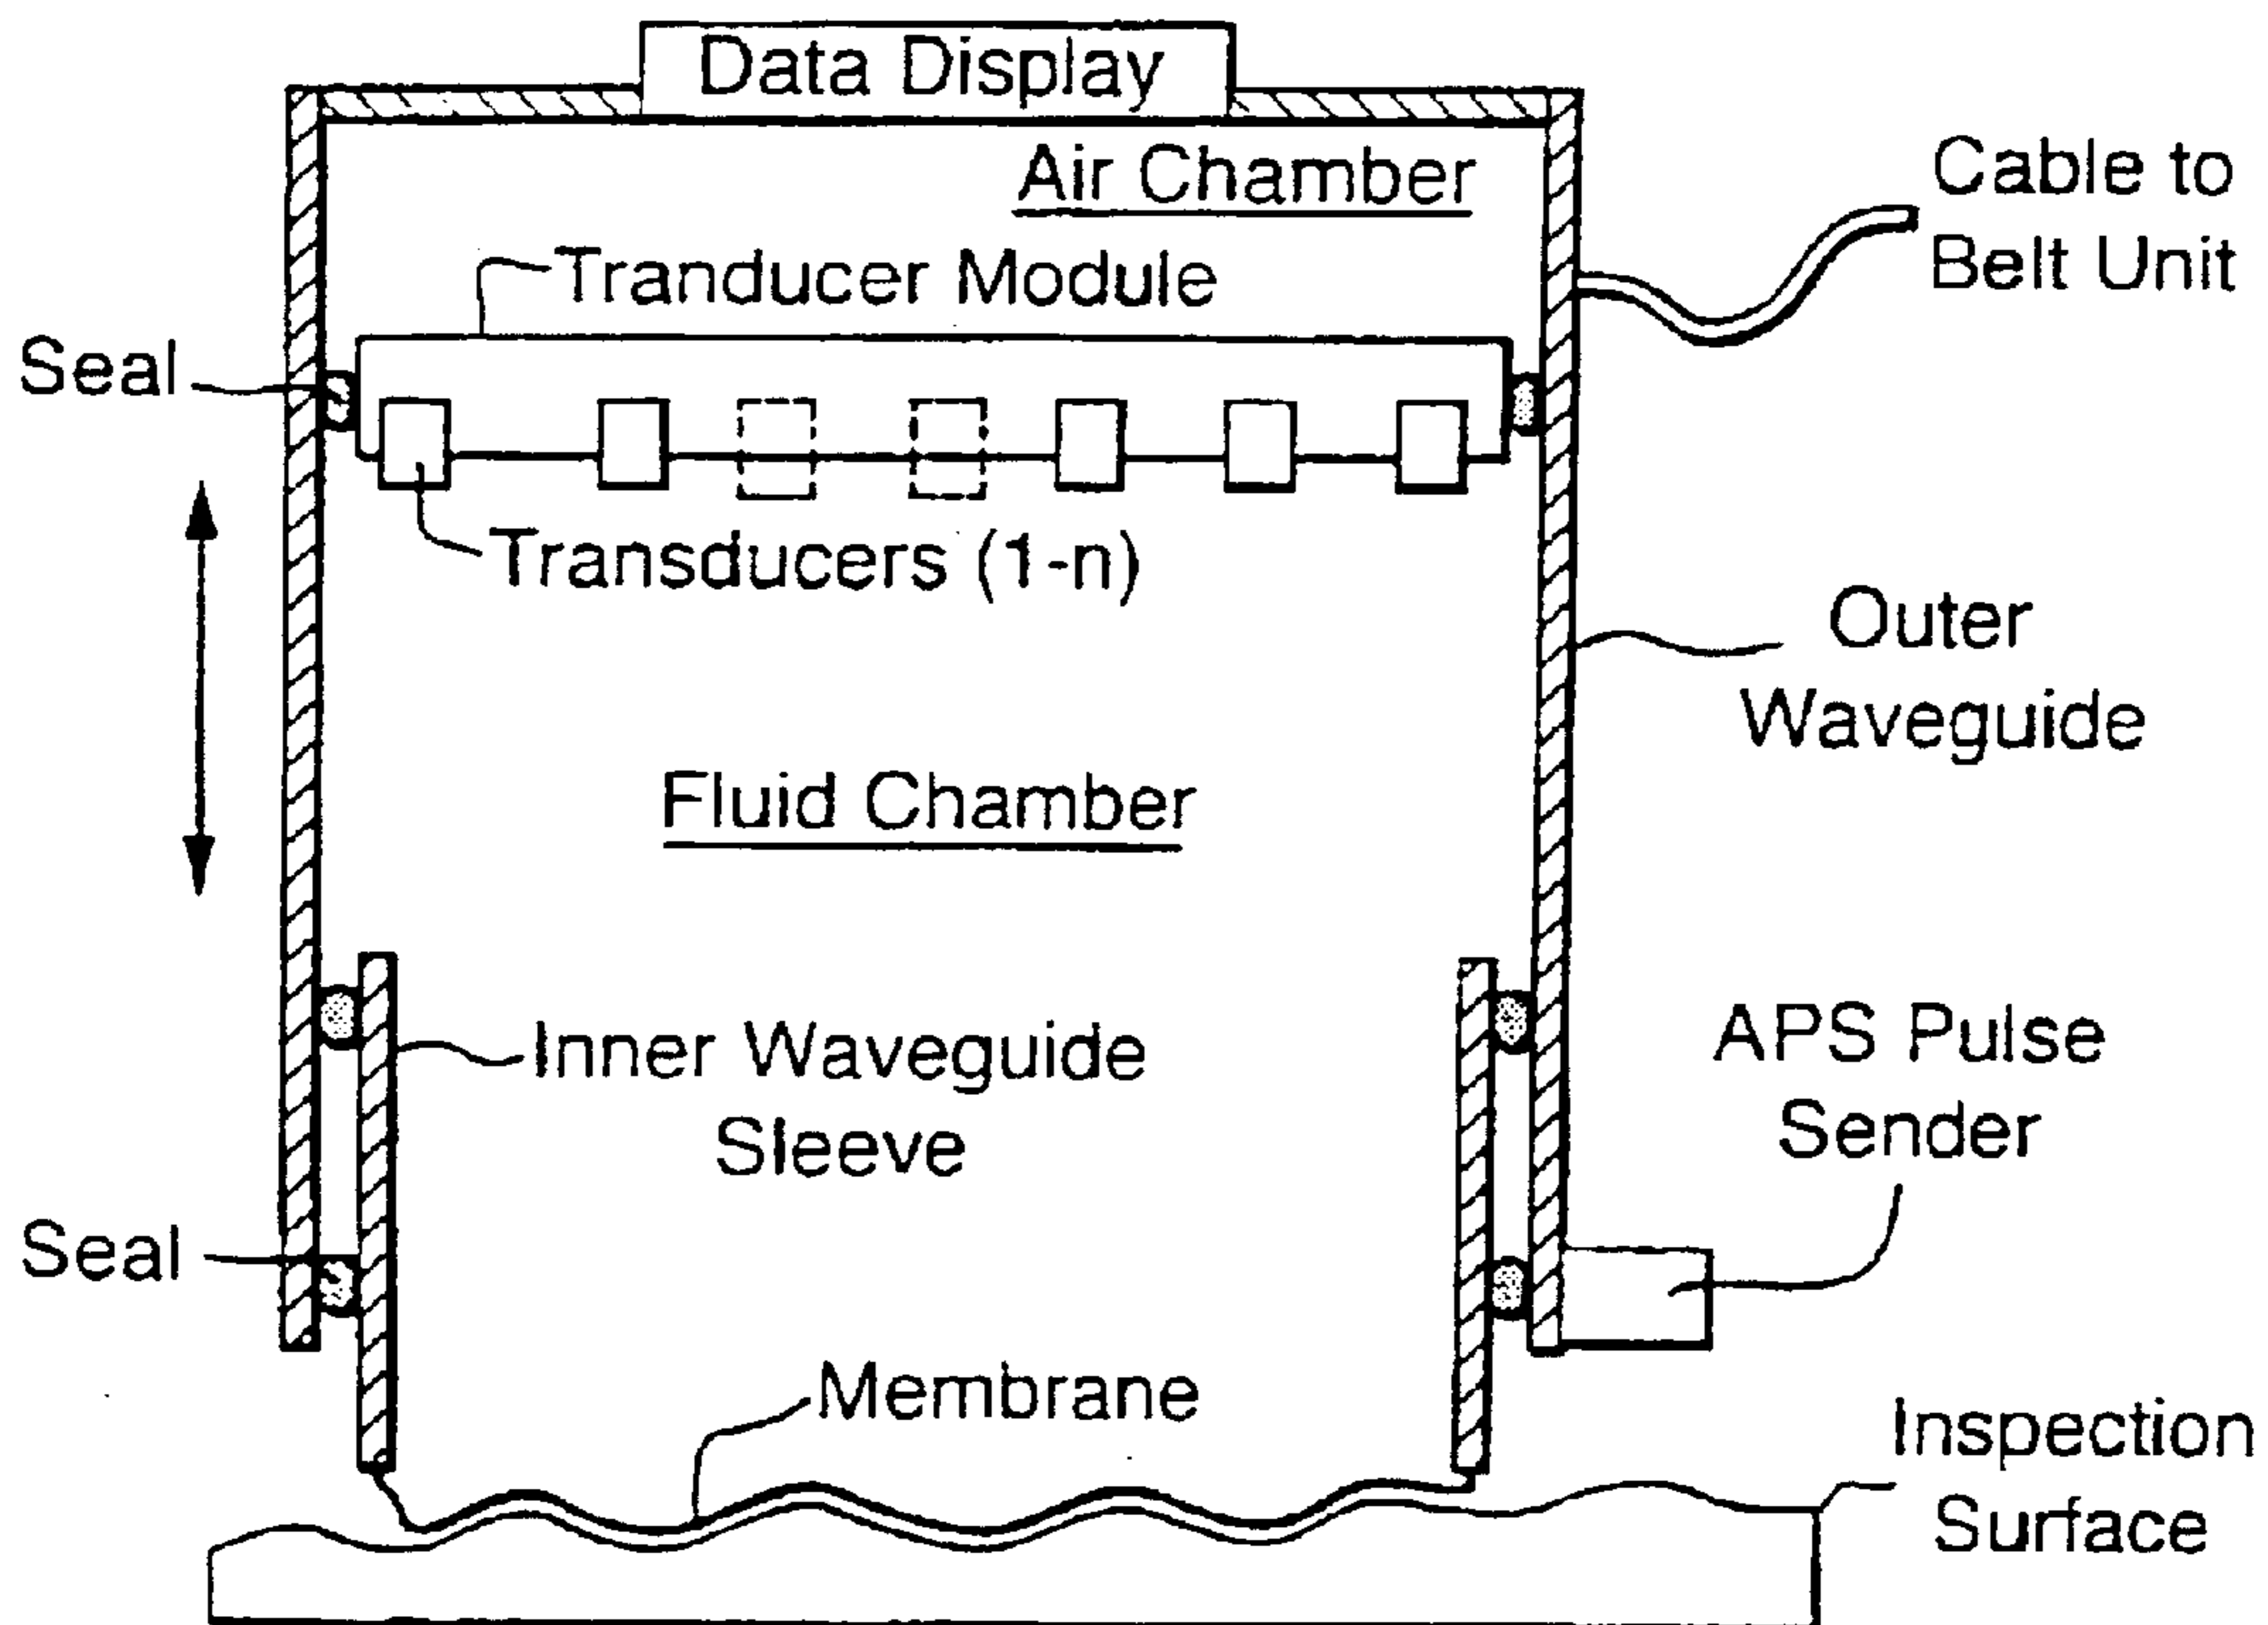 Data Display
Air Chamber
Cable to
Belt Unit
Tranducer Module
Seal
Transducers (1-n)
Outer
Waveguide
Fluid Chamber
Inner Waveguide
Sleeve
APS Pulse
Sender
Seal
Membrane
Inspection
Surface